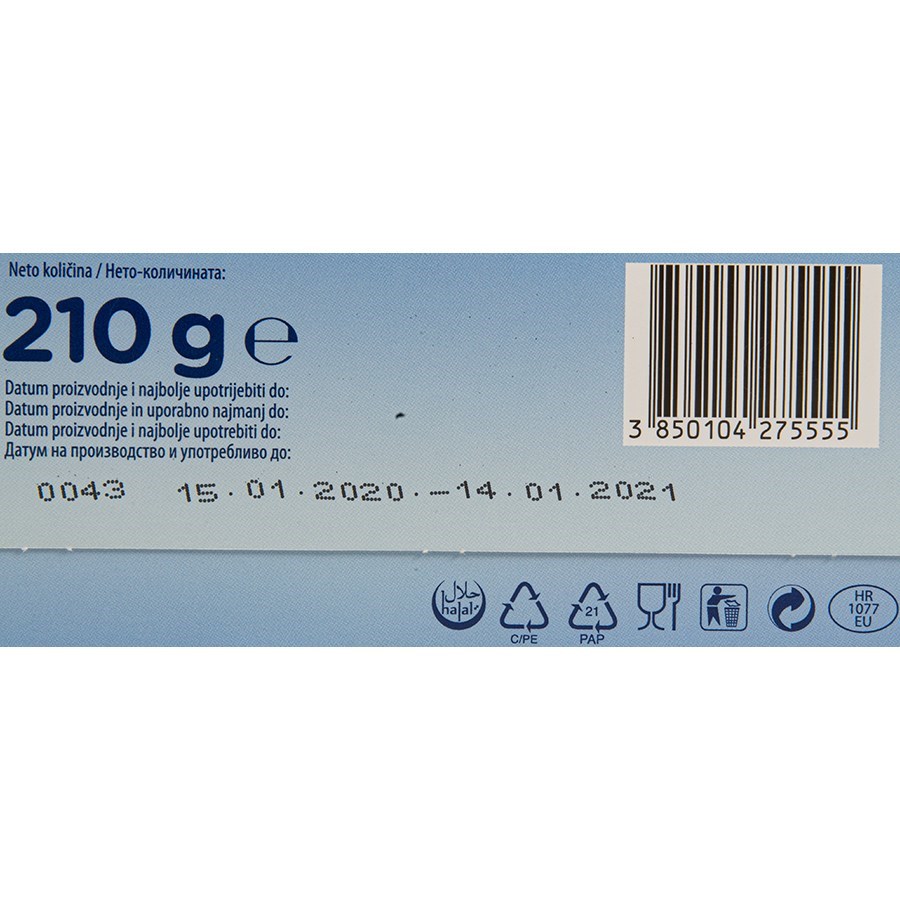 Neto količina / Нето-количината:
210 g e
Datum proizvodnje i najbolje upotrijebiti do:
Datum proizvodnje in uporabno najmanj do:
Datum proizvodnje i najbolje upotrebiti do:
Датум на производство и употребливо до:
0043 15.01.2020.–14.01.2021
3 850104 275555
حلال
halal
C/PE
21
PAP
HR
1077
EU